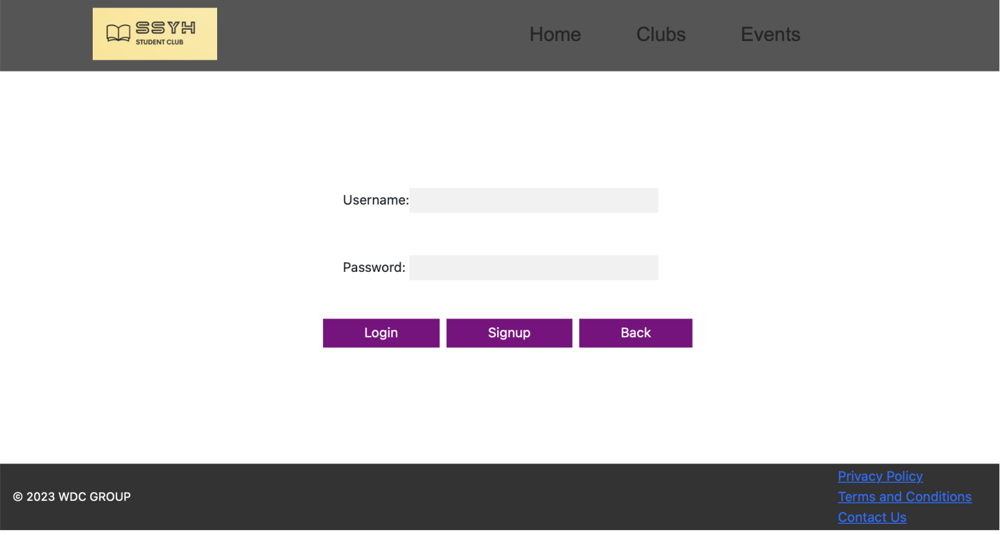 SSYH
STUDENT CLUB
Home Clubs Events
Username:
Password:
Login Signup Back
Privacy Policy
© 2023 WDC GROUP
Terms and Conditions
Contact Us